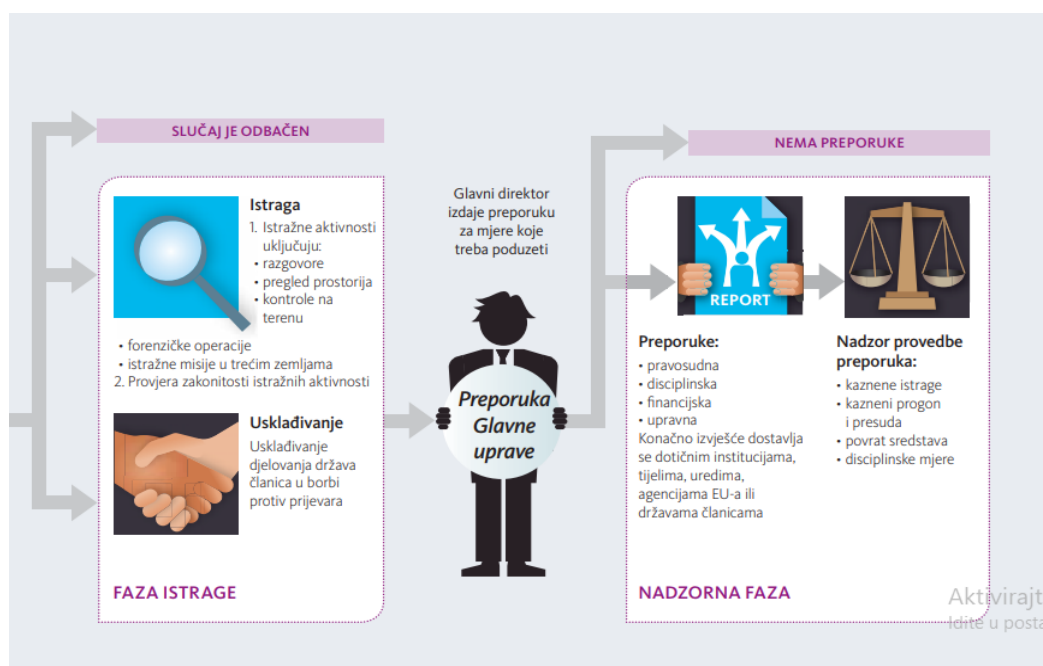 SLUČAJ JE ODBAČEN
Istraga
1. Istražne aktivnosti
uključuju:
• razgovore
• pregled prostorija
• kontrole na
terenu
• forenzičke operacije
• istražne misije u trećim zemljama
2. Provjera zakonitosti istražnih aktivnosti
Usklađivanje
Usklađivanje
djelovanja država
članica u borbi
protiv prijevara
FAZA ISTRAGE
Glavni direktor
izdaje preporuku
za mjere koje
treba poduzeti
Preporuka
Glavne
uprave
NEMA PREPORUKE
REPORT
Preporuke:
• pravosudna
• disciplinska
• financijska
• upravna
Konačno izvješće dostavlja
se dotičnim institucijama,
tijelima, uredima,
agencijama EU-a ili
državama članicama
Nadzor provedbe
preporuka:
• kaznene istrage
• kazneni progon
i presuda
• povrat sredstava
• disciplinske mjere
NADZORNA FAZA
Aktivirajt
Idite u posta